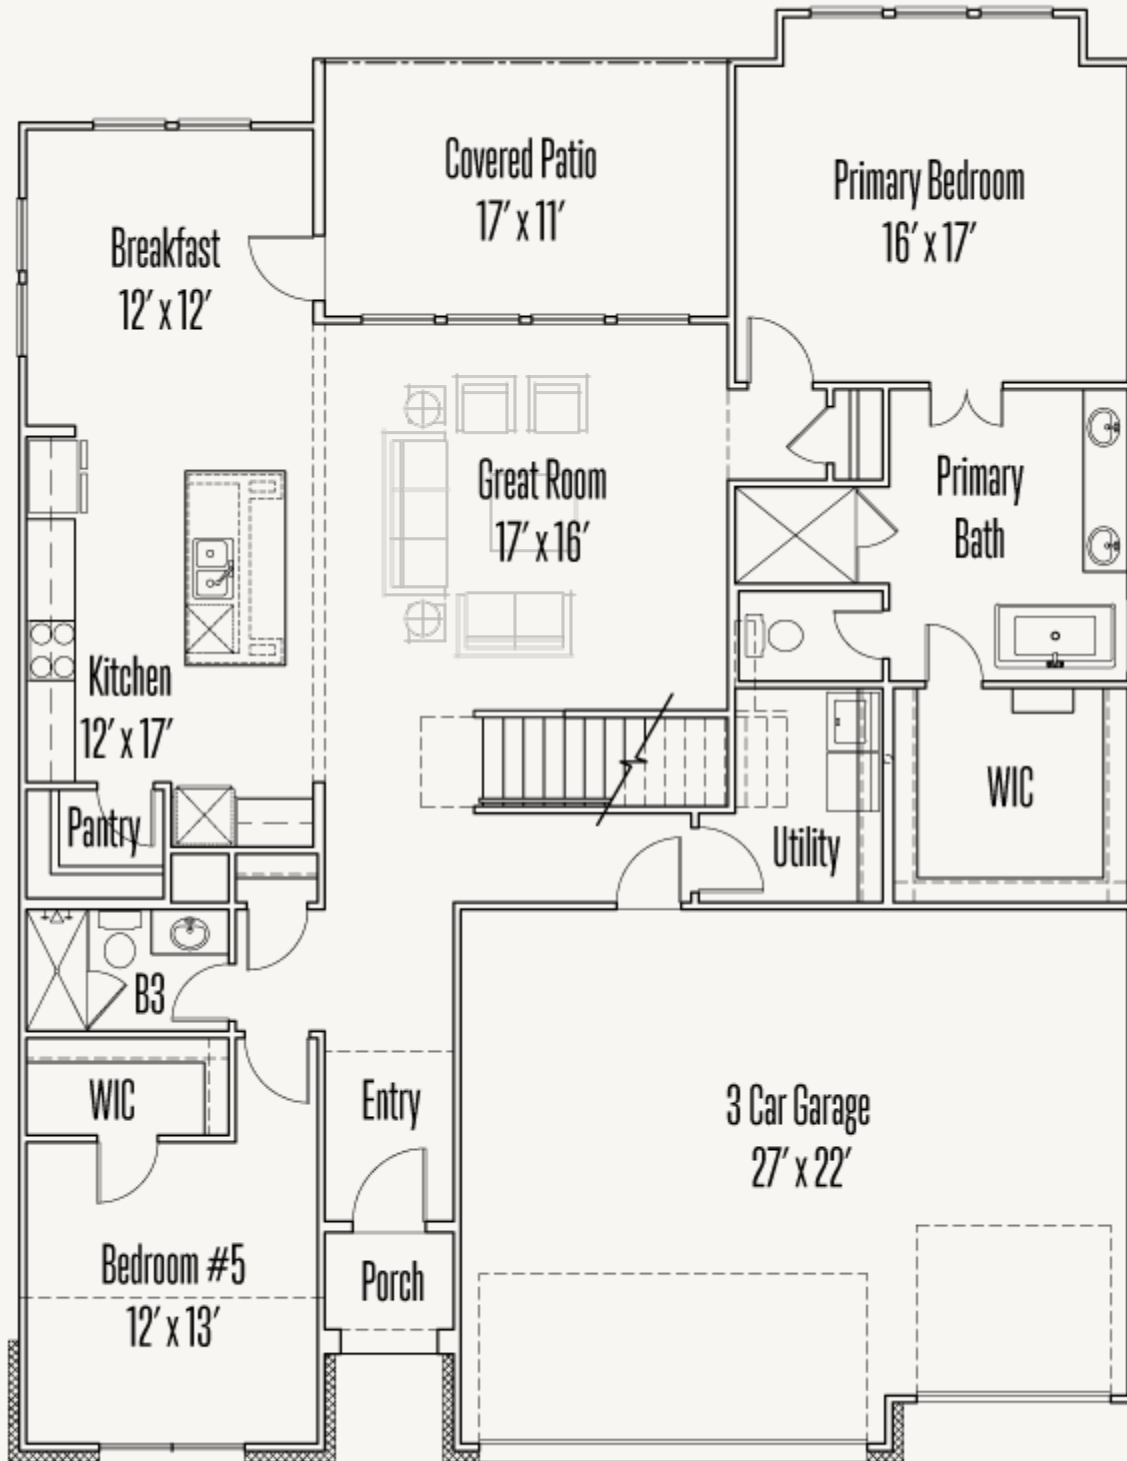 Covered Patio
17' x 11'
Primary Bedroom
16' x 17'
Breakfast
12' x 12'
Great Room
17' x 16'
Primary
Bath
Kitchen
12' x 17'
Pantry
Utility
WIC
B3
WIC
Entry
3 Car Garage
27' x 22'
Bedroom #5
12' x 13'
Porch